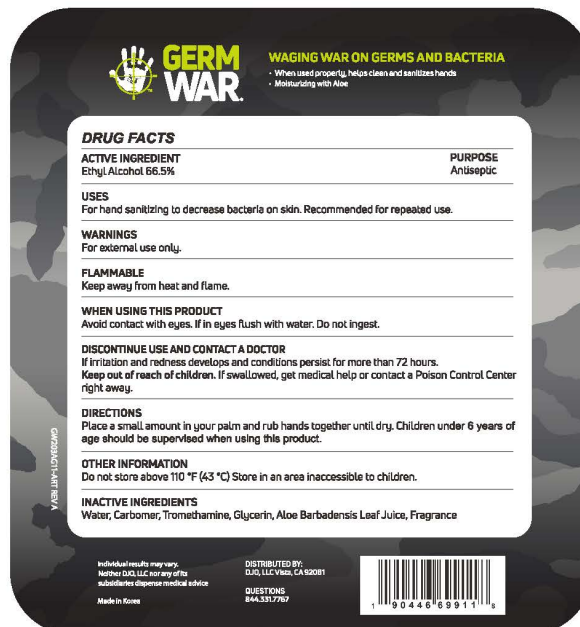 GERM
WAR.
WAGING WAR ON GERMS AND BACTERIA
• When used properly, helps clean and sanitizes hands
• Moisturizing with Aloe
DRUG FACTS
ACTIVE INGREDIENT PURPOSE
Ethyl Alcohol 66.5% Antiseptic
USES
For hand sanitizing to decrease bacteria on skin. Recommended for repeated use.
WARNINGS
For external use only.
FLAMMABLE
Keep away from heat and flame.
WHEN USING THIS PRODUCT
Avoid contact with eyes. If in eyes flush with water. Do not ingest.
DISCONTINUE USE AND CONTACT A DOCTOR
If irritation and redness develops and conditions persist for more than 72 hours.
Keep out of reach of children. If swallowed, get medical help or contact a Poison Control Center
right away.
DIRECTIONS
Place a small amount in your palm and rub hands together until dry. Children under 6 years of
age should be supervised when using this product.
OTHER INFORMATION
Do not store above 110 °F (43 °C) Store in an area inaccessible to children.
INACTIVE INGREDIENTS
Water, Carbomer, Tromethamine, Glycerin, Aloe Barbadensis Leaf Juice, Fragrance
GW209AG11-ART REV A
Individual results may vary.
Neither DJO, LLC nor any of its
subsidiaries dispense medical advice
Made in Korea
DISTRIBUTED BY:
DJO, LLC Vista, CA 92081
QUESTIONS
844.331.7767
1 90446 69911 8